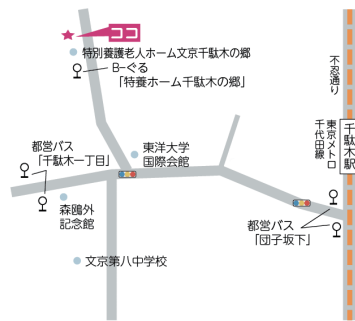 ココ
特別養護老人ホーム文京千駄木の郷
B-ぐる
「特養ホーム千駄木の郷」
不忍通り
東京メトロ
千代田線
千駄木駅
都営バス
「千駄木一丁目」
東洋大学
国際会館
森鴎外
記念館
都営バス
「団子坂下」
文京第八中学校